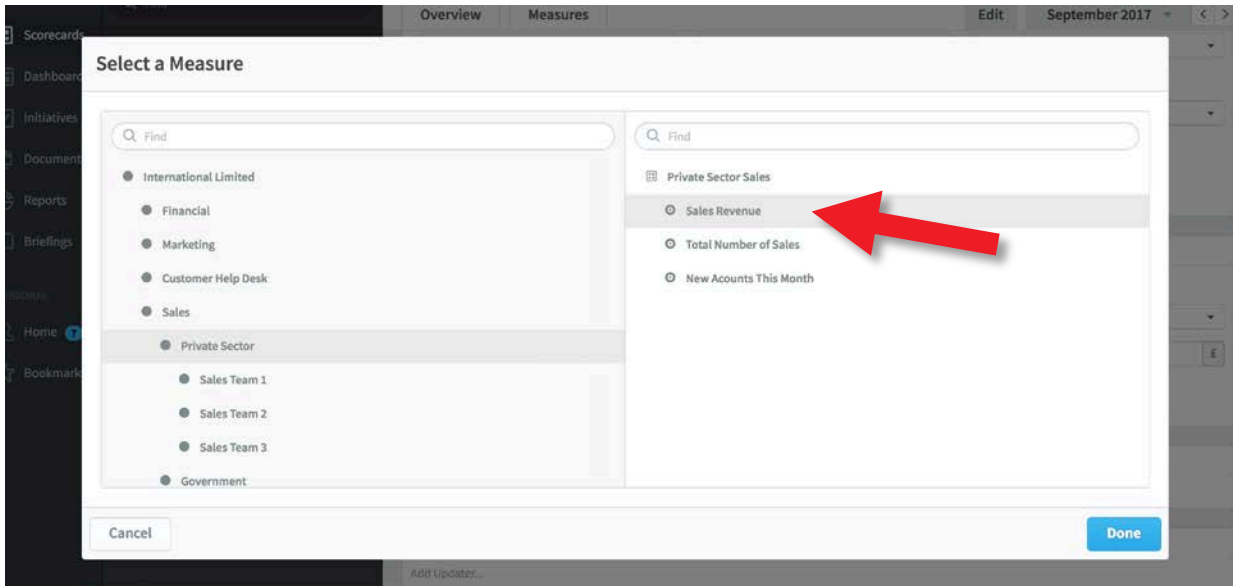 Overview Measures Edit September 2017
Scorecards
Dashboard
Initiatives
Document
Reports
Briefings
Home
Bookmark
Select a Measure
Find
International Limited
Financial
Marketing
Customer Help Desk
Sales
Private Sector
Sales Team 1
Sales Team 2
Sales Team 3
Government
Find
Private Sector Sales
Sales Revenue
Total Number of Sales
New Acounts This Month
£
Cancel Done
Add Updater...